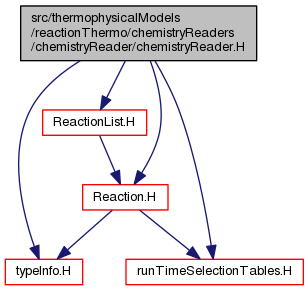 src/thermophysicalModels
/reactionThermo/chemistryReaders
/chemistryReader/chemistryReader.H
ReactionList.H
Reaction.H
typeInfo.H
runTimeSelectionTables.H